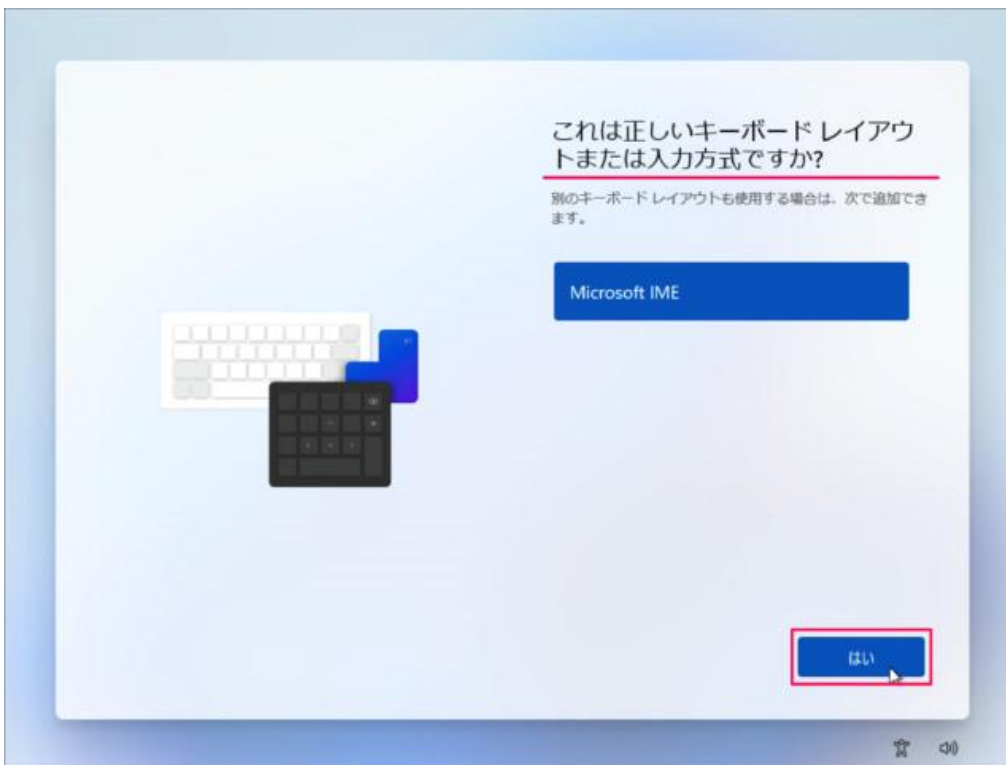 これは正しいキーボード レイアウ
トまたは入力方式ですか?
別のキーボード レイアウトも使用する場合は、次で追加でき
ます。
Microsoft IME
はい